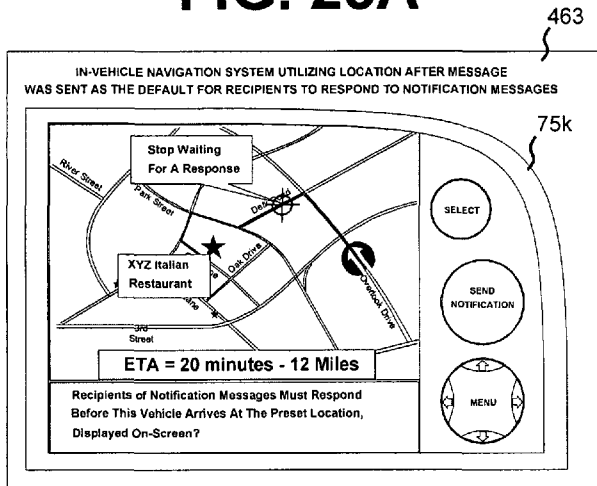 FIG. 20A
463
IN-VEHICLE NAVIGATION SYSTEM UTILIZING LOCATION AFTER MESSAGE
WAS SENT AS THE DEFAULT FOR RECIPIENTS TO RESPOND TO NOTIFICATION MESSAGES
75k
Stop Waiting
For A Response
River Street
Park Street
SELECT
XYZ Italian
Restaurant
Oak Drive
Overlook Drive
SEND
NOTIFICATION
3rd
Street
ETA = 20 minutes - 12 Miles
MENU
Recipients of Notification Messages Must Respond
Before This Vehicle Arrives At The Preset Location,
Displayed On-Screen?